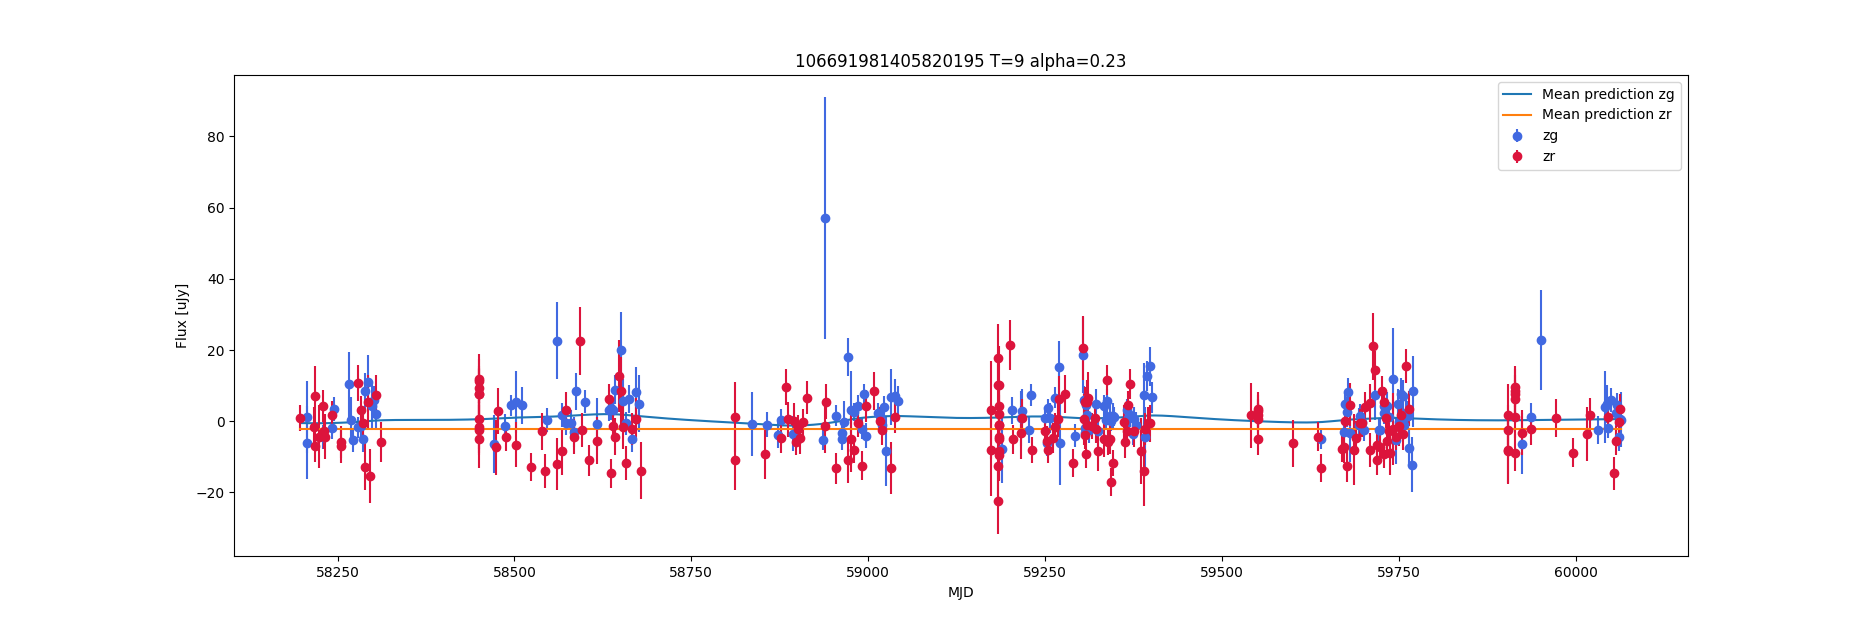 106691981405820195 T=9 alpha=0.23
Mean prediction zg
Mean prediction zr
zg
zr
Flux [uJy]
80
60
40
20
0
−20
58250 58500 58750 59000 59250 59500 59750 60000
MJD